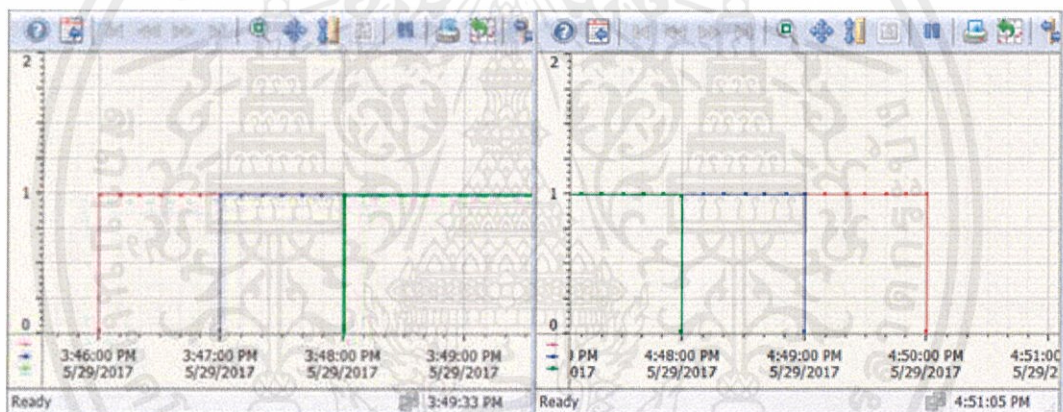 2
1
0
3:46:00 PM 3:47:00 PM 3:48:00 PM 3:49:00 PM
5/29/2017 5/29/2017 5/29/2017 5/29/2017
Ready 3:49:33 PM
2
1
0
PM 4:48:00 PM 4:49:00 PM 4:50:00 PM 4:51:0
017 5/29/2017 5/29/2017 5/29/2017 5/29/2
Ready 4:51:05 PM